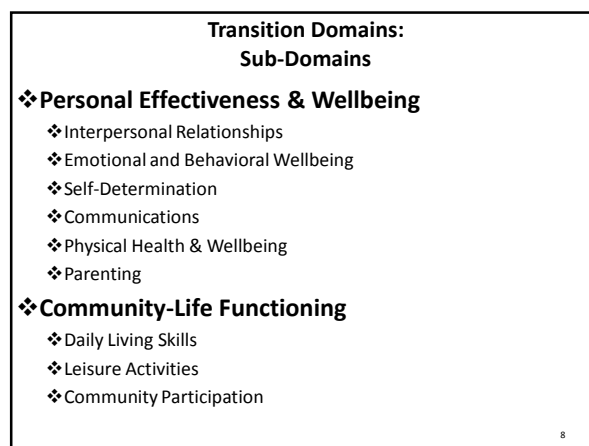 Transition Domains:
Sub-Domains
❖Personal Effectiveness & Wellbeing
❖Interpersonal Relationships
❖Emotional and Behavioral Wellbeing
❖Self-Determination
❖Communications
❖Physical Health & Wellbeing
❖Parenting
❖Community-Life Functioning
❖Daily Living Skills
❖Leisure Activities
❖Community Participation
8